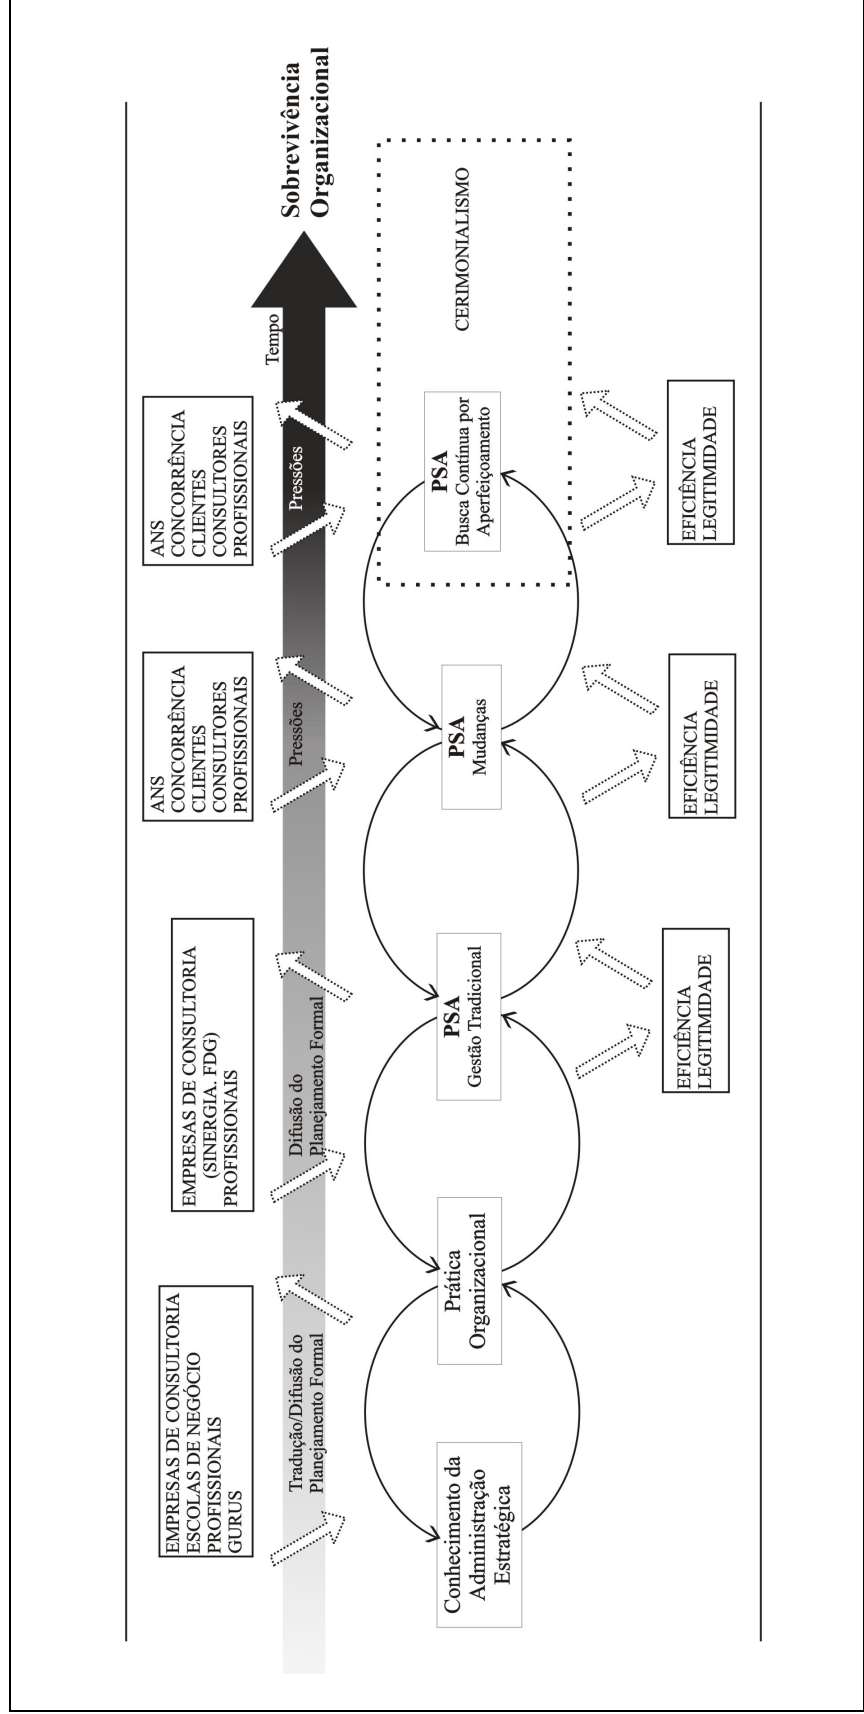 EMPRESAS DE CONSULTORIA
ESCOLAS DE NEGÓCIO
PROFISSIONAIS
GURUS
EMPRESAS DE CONSULTORIA
(SINERGIA. FDG)
PROFISSIONAIS
ANS
CONCORRÊNCIA
CLIENTES
CONSULTORES
PROFISSIONAIS
ANS
CONCORRÊNCIA
CLIENTES
CONSULTORES
PROFISSIONAIS
Tempo
Sobrevivência
Organizacional
Tradução/Difusão do
Planejamento Formal
Difusão do
Planejamento Formal
Pressões
Pressões
Conhecimento da
Administração
Estratégica
Prática
Organizacional
PSA
Gestão Tradicional
PSA
Mudanças
PSA
Busca Contínua por
Aperfeiçoamento
CERIMONIALISMO
EFICIÊNCIA
LEGITIMIDADE
EFICIÊNCIA
LEGITIMIDADE
EFICIÊNCIA
LEGITIMIDADE